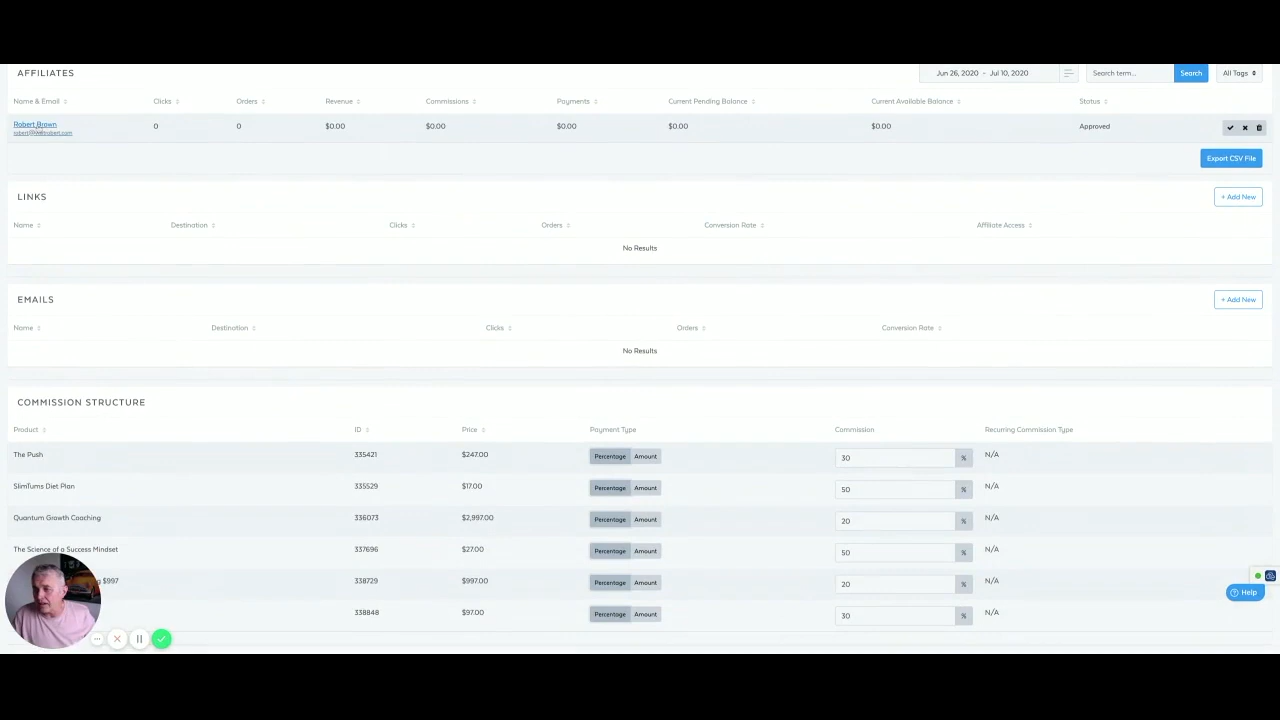 AFFILIATES Jun 26, 2020 - Jul 10, 2020 Search term... Search All Tags
Name & Email Clicks Orders Revenue Commissions Payments Current Pending Balance Current Available Balance Status
Robert Brown 0 0 $0.00 $0.00 $0.00 $0.00 $0.00 Approved
Export CSV File
LINKS + Add New
Name Destination Clicks Orders Conversion Rate Affiliate Access
No Results
EMAILS + Add New
Name Destination Clicks Orders Conversion Rate
No Results
COMMISSION STRUCTURE
Product ID Price Payment Type Commission Recurring Commission Type
The Push 335421 $247.00 Percentage Amount 30 % N/A
SlimTums Diet Plan 335529 $17.00 Percentage Amount 50 % N/A
Quantum Growth Coaching 336073 $2,997.00 Percentage Amount 20 % N/A
The Science of a Success Mindset 337696 $27.00 Percentage Amount 50 % N/A
$997 338729 $997.00 Percentage Amount 20 % N/A
338848 $97.00 Percentage Amount 30 % N/A
Help